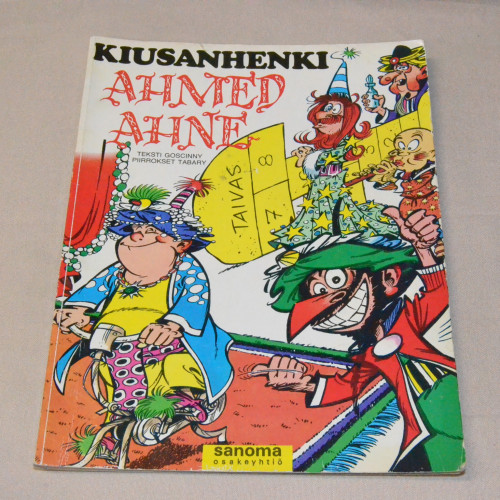 KIUSANHENKI
AHMED
AHNE
TEKSTI GOSCINNY
PIIRROKSET TABARY
TAIVAS
8
7
sanoma
osakeyhtiö